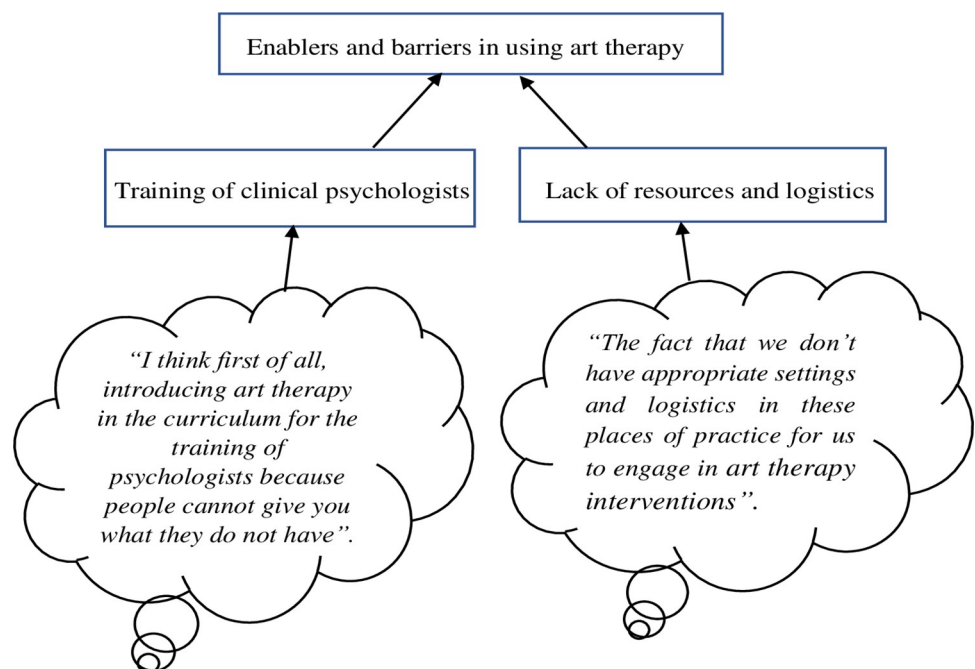 Enablers and barriers in using art therapy
Training of clinical psychologists
Lack of resources and logistics
“I think first of all,
introducing art therapy
in the curriculum for the
training of
psychologists because
people cannot give you
what they do not have”.
“The fact that we don’t
have appropriate settings
and logistics in these
places of practice for us
to engage in art therapy
interventions”.